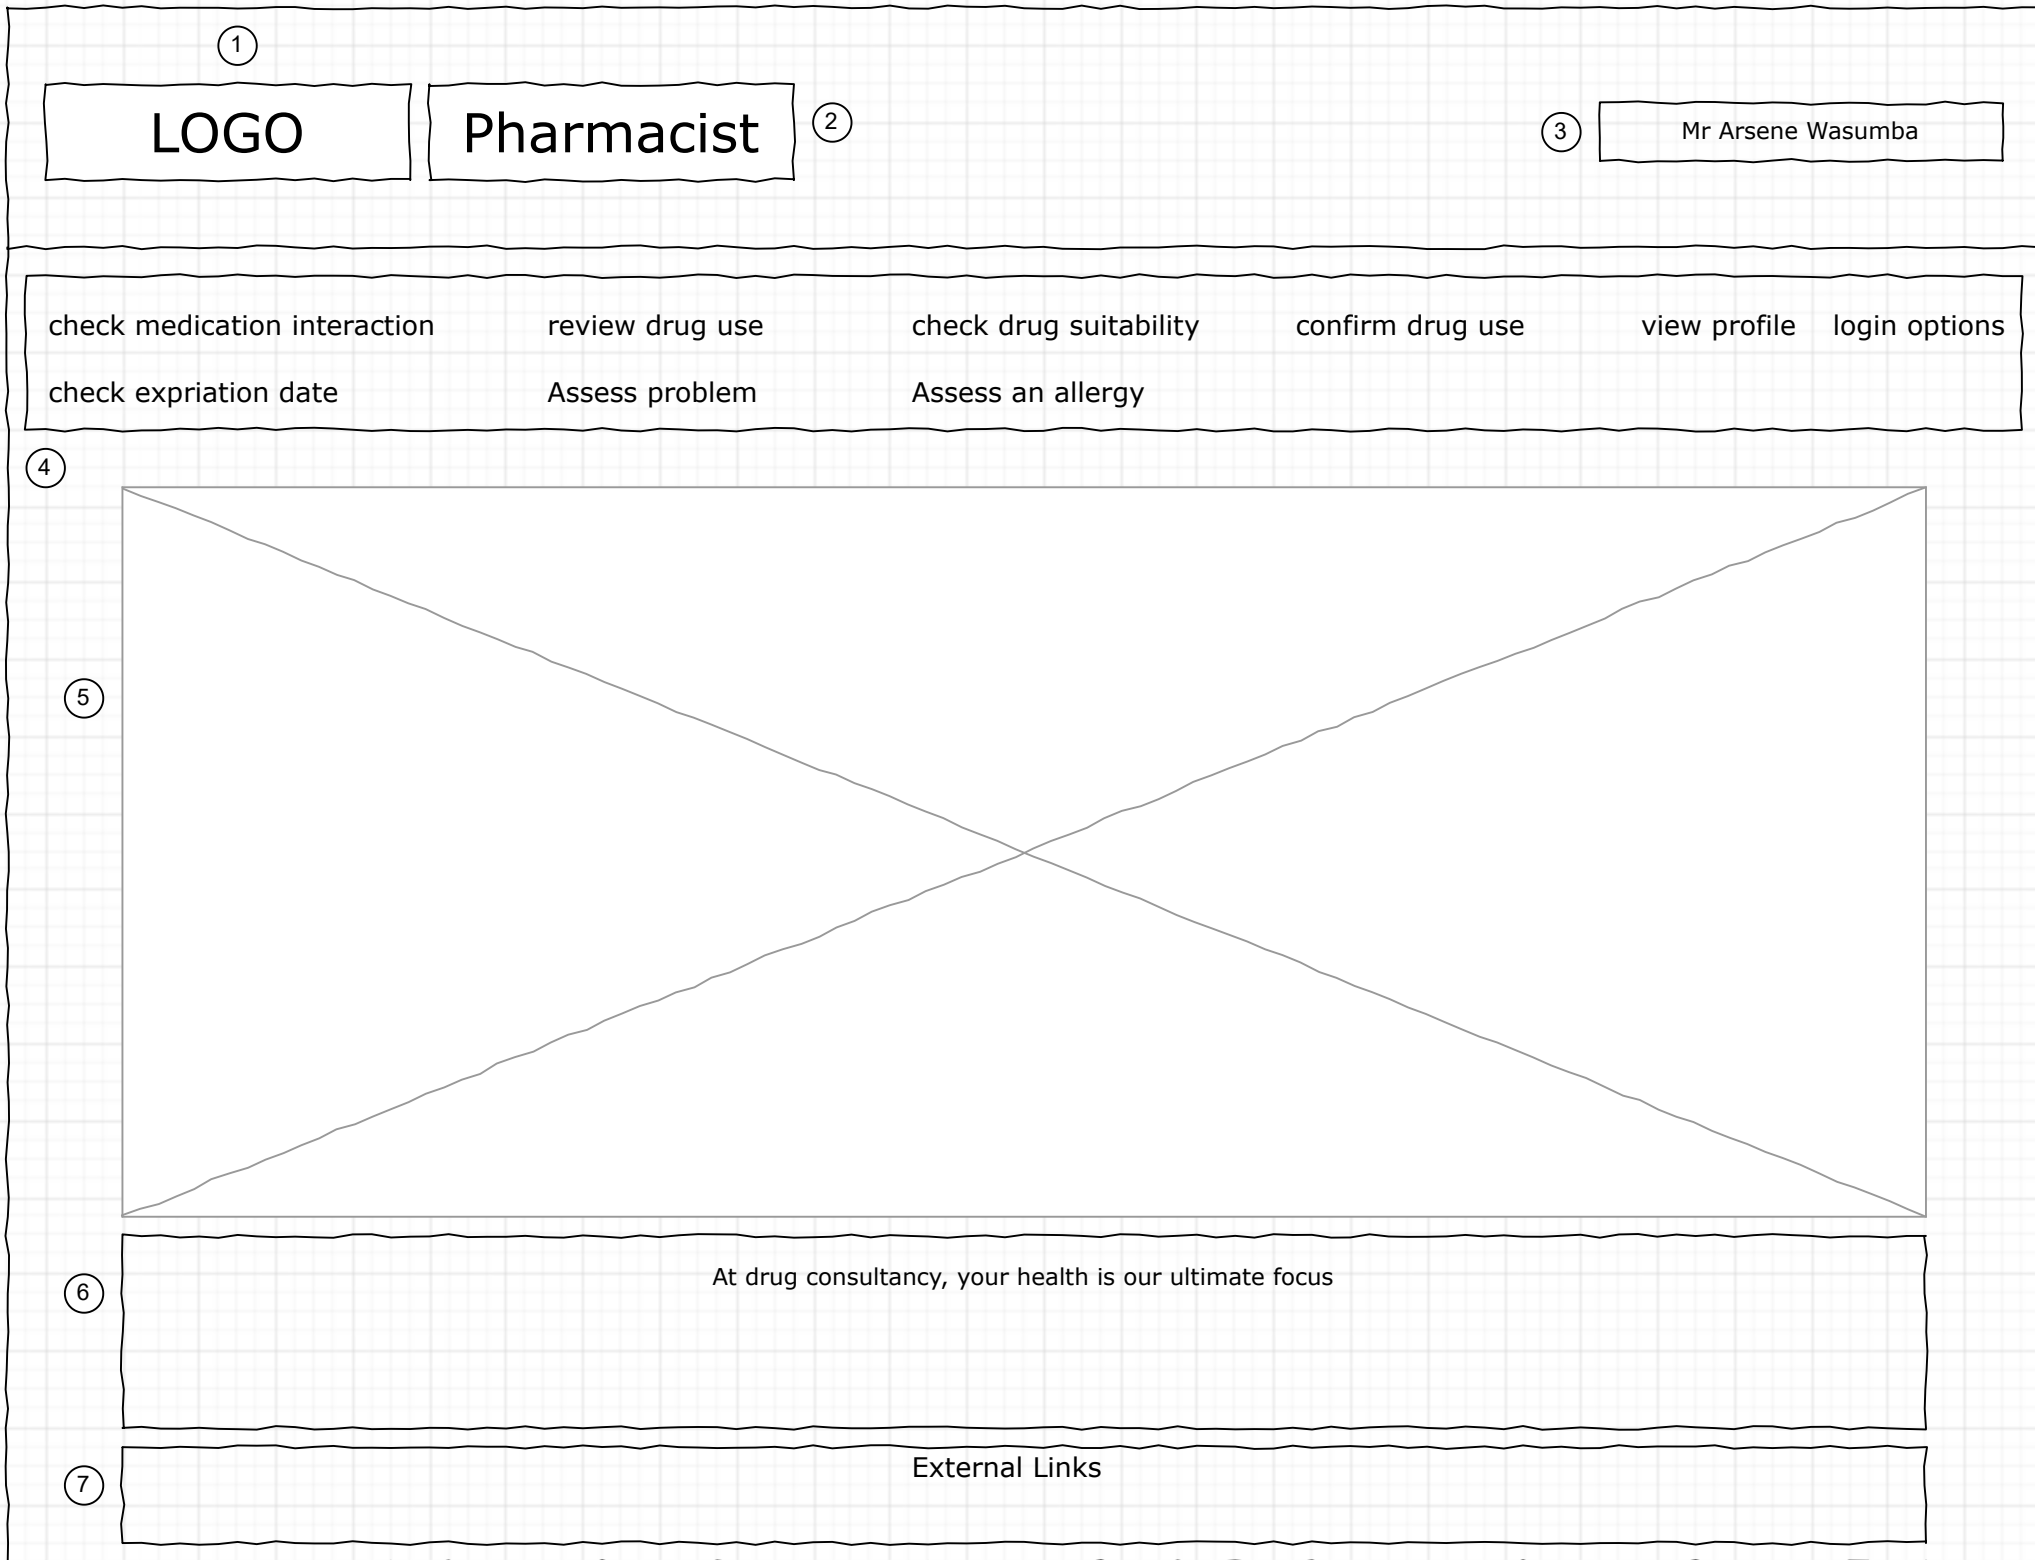 1
LOGO
Pharmacist
2
3
Mr Arsene Wasumba
check medication interaction review drug use check drug suitability confirm drug use view profile login options
check expriation date Assess problem Assess an allergy
4
5
6
At drug consultancy, your health is our ultimate focus
7
External Links